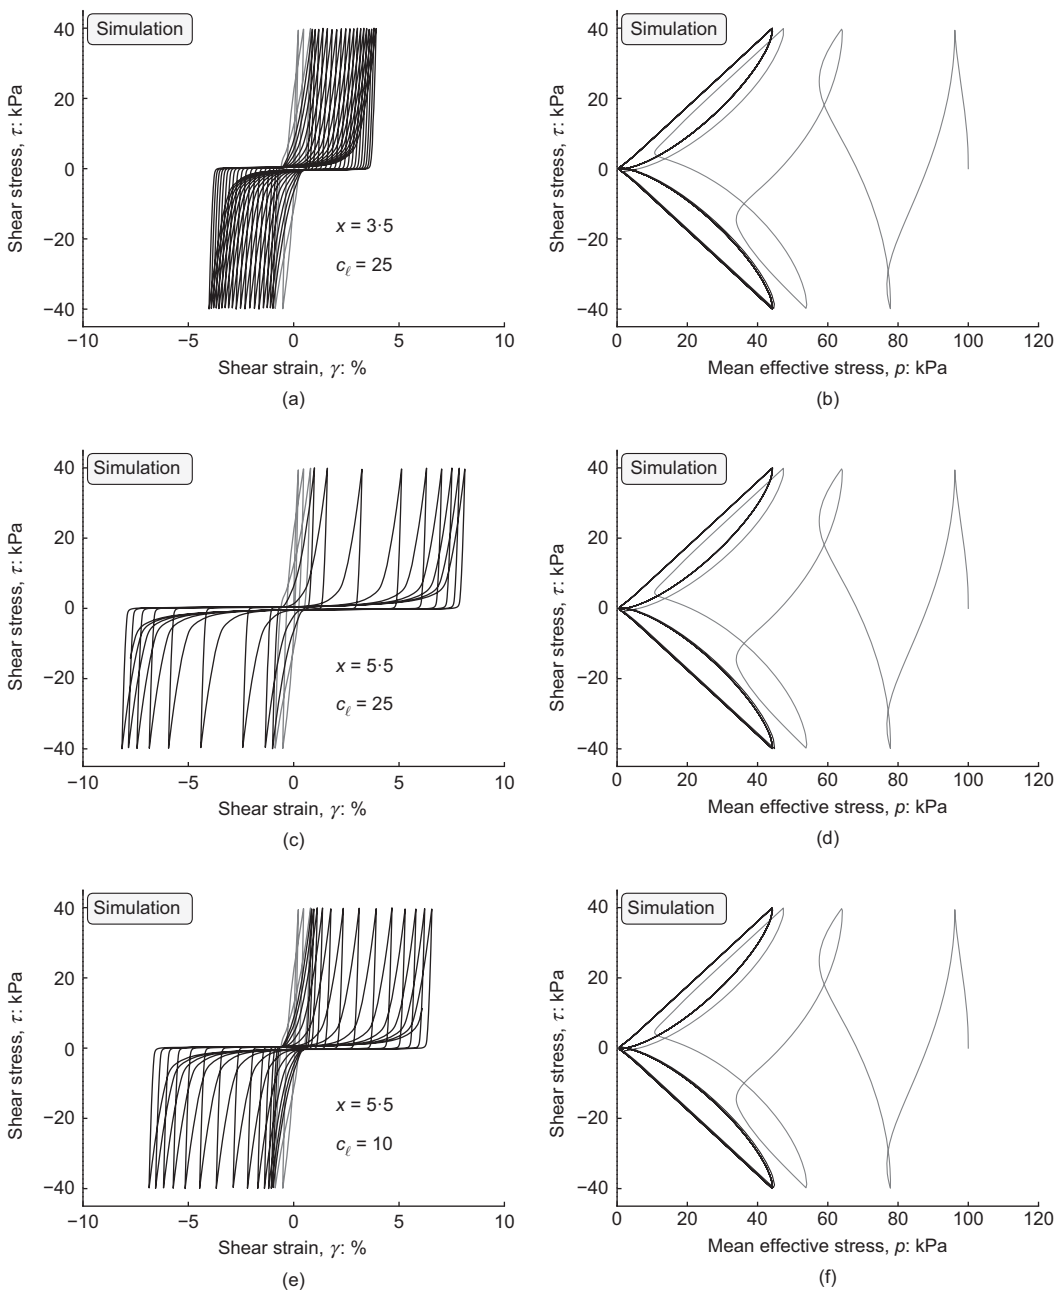 Simulation
Shear stress, τ: kPa
40
20
0
−20
−40
x = 3·5
cℓ = 25
−10
−5
0
5
10
Shear strain, γ: %
(a)
Simulation
Shear stress, τ: kPa
40
20
0
−20
−40
0
20
40
60
80
100
120
Mean effective stress, p: kPa
(b)
Simulation
Shear stress, τ: kPa
40
20
0
−20
−40
x = 5·5
cℓ = 25
−10
−5
0
5
10
Shear strain, γ: %
(c)
Simulation
Shear stress, τ: kPa
40
20
0
−20
−40
0
20
40
60
80
100
120
Mean effective stress, p: kPa
(d)
Simulation
Shear stress, τ: kPa
40
20
0
−20
−40
x = 5·5
cℓ = 10
−10
−5
0
5
10
Shear strain, γ: %
(e)
Simulation
Shear stress, τ: kPa
40
20
0
−20
−40
0
20
40
60
80
100
120
Mean effective stress, p: kPa
(f)